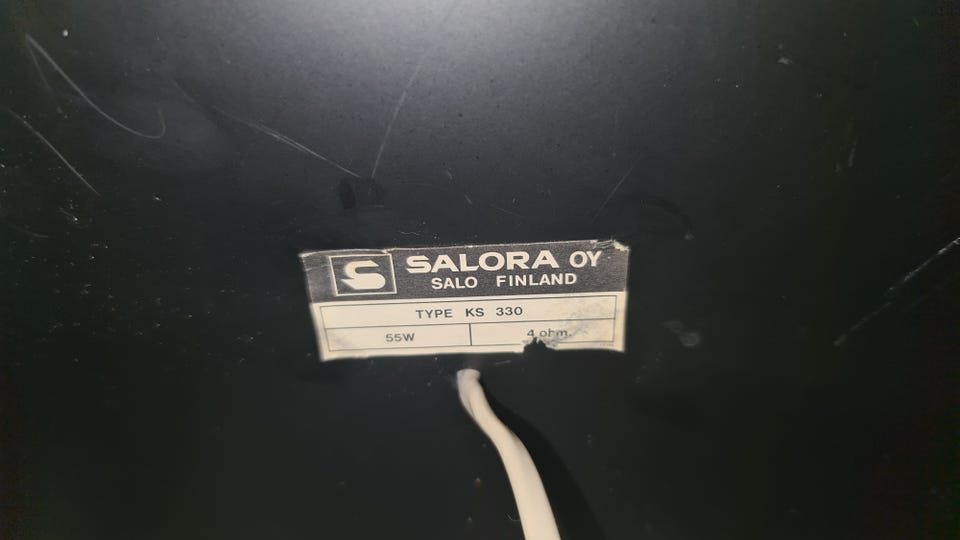 SALORA OY
SALO FINLAND
TYPE KS 330
55W 4 ohm.